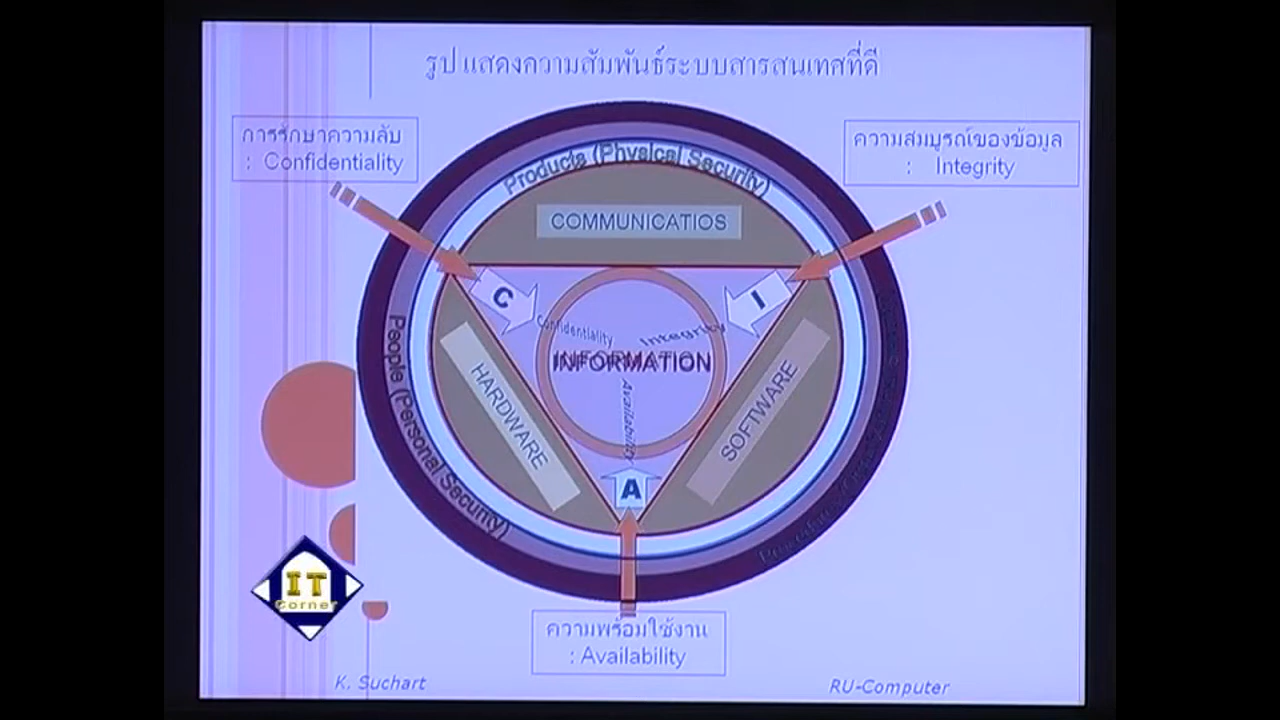 รูป แสดงความสัมพันธ์ระบบสารสนเทศที่ดี
การรักษาความลับ
: Confidentiality
ความสมบูรณ์ของข้อมูล
: Integrity
Products (Physical Security)
COMMUNICATIOS
C
I
Confidentiality
Integrity
INFORMATION
Availability
HARDWARE
SOFTWARE
People (Personal Security)
A
IT
Corner
ความพร้อมใช้งาน
: Availability
K. Suchart
RU-Computer